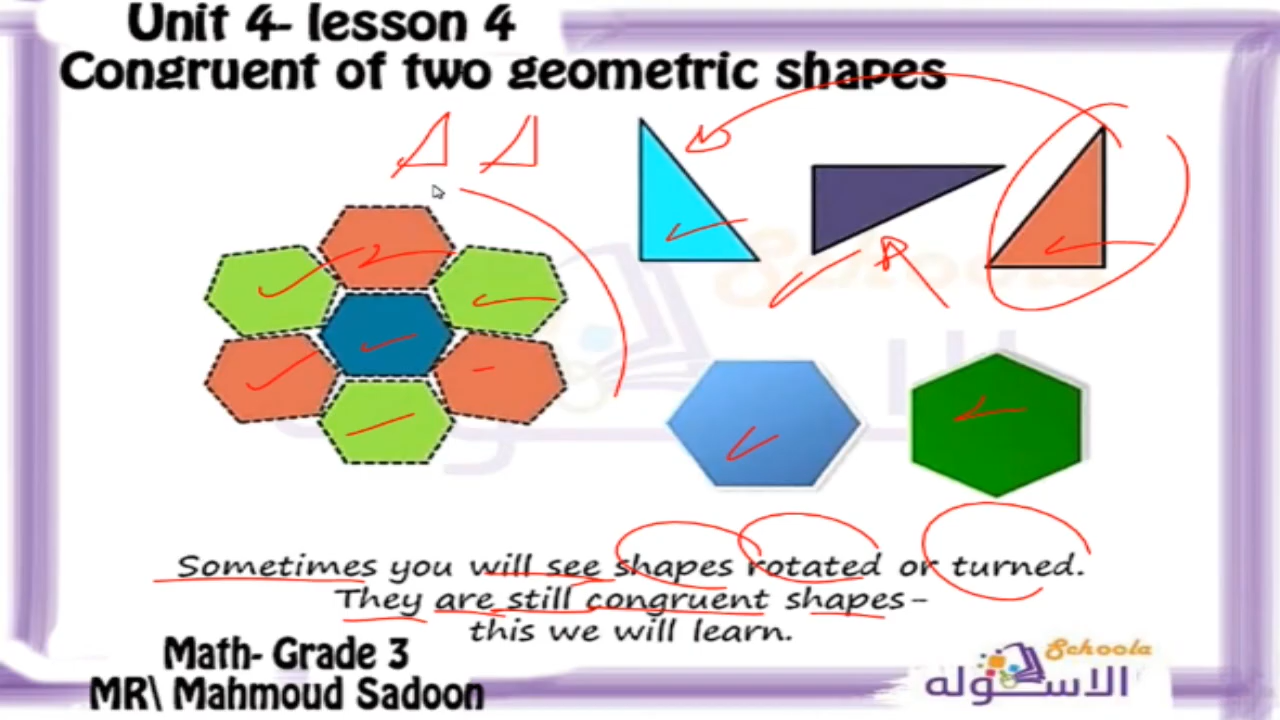 Unit 4- lesson 4
Congruent of two geometric shapes
Sometimes you will see shapes rotated or turned.
They are still congruent shapes-
this we will learn.
Math- Grade 3
MR\ Mahmoud Sadoon
Schoola
الاسكوله